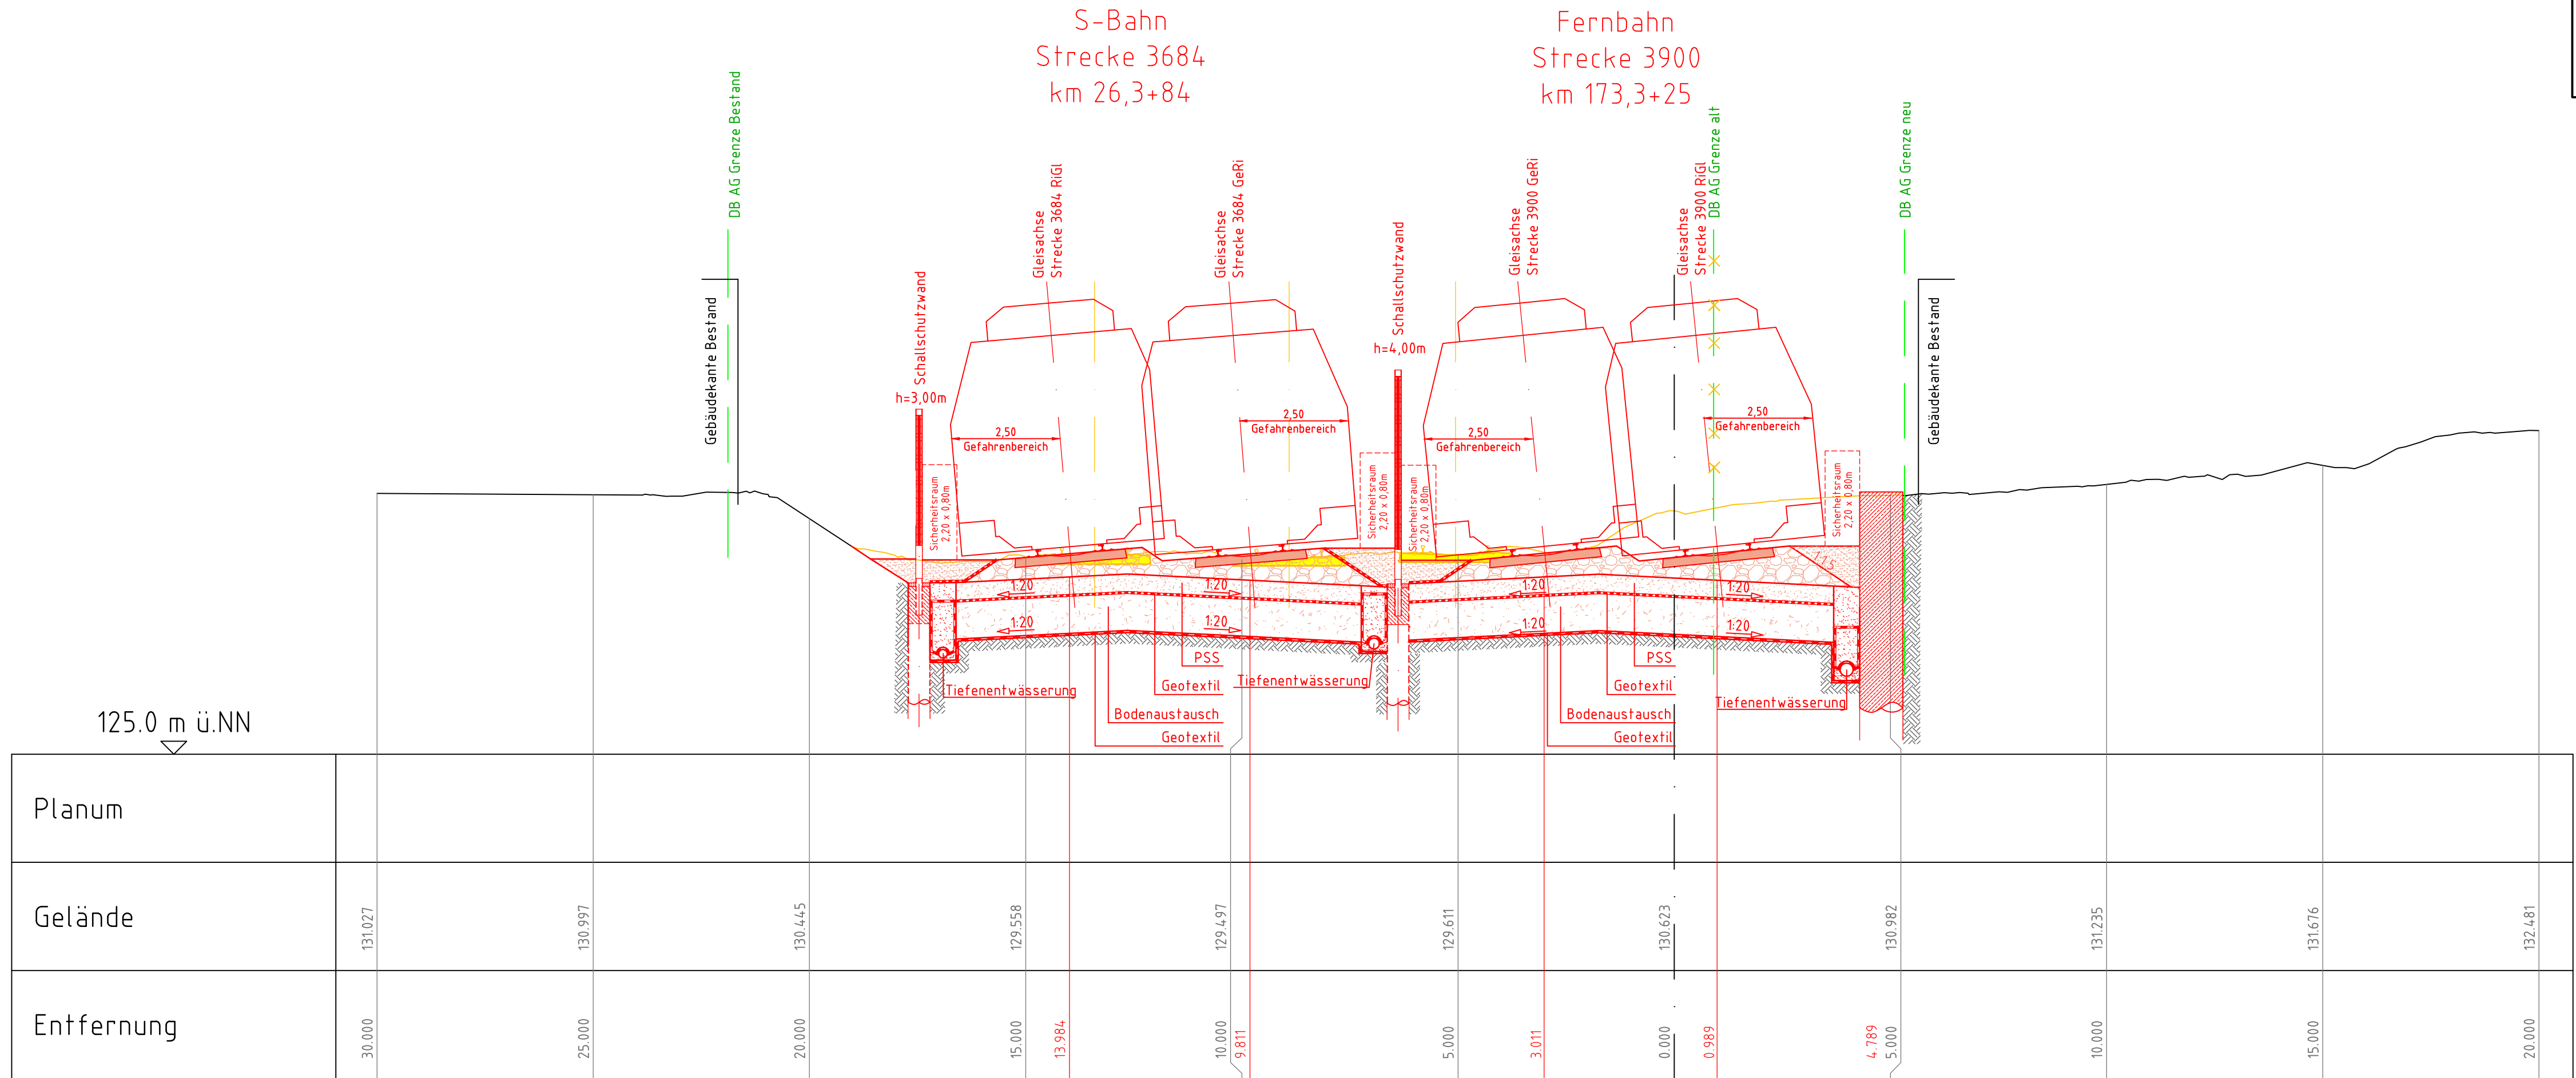 S-Bahn
Strecke 3684
km 26,3+84
Fernbahn
Strecke 3900
km 173,3+25
DB AG Grenze Bestand
Gebäudekante Bestand
Schallschutzwand
h=3,00m
Gleisachse
Strecke 3684 RiGl
Gleisachse
Strecke 3684 GeRi
Schallschutzwand
h=4,00m
Gleisachse
Strecke 3900 GeRi
Gleisachse
Strecke 3900 RiGl
DB AG Grenze alt
DB AG Grenze neu
Gebäudekante Bestand
2,50
Gefahrenbereich
2,50
Gefahrenbereich
2,50
Gefahrenbereich
2,50
Gefahrenbereich
Sicherheitsraum
2,20 x 0,80m
Sicherheitsraum
2,20 x 0,80m
Sicherheitsraum
2,20 x 0,80m
Sicherheitsraum
2,20 x 0,80m
1:1,5
1:20
1:20
1:20
1:20
1:20
1:20
1:20
1:20
PSS
Geotextil
Bodenaustausch
Geotextil
Tiefenentwässerung
Tiefenentwässerung
PSS
Geotextil
Bodenaustausch
Geotextil
Tiefenentwässerung
125.0 m ü.NN
Planum
Gelände
131.027
130.997
130.445
129.558
129.497
129.611
130.623
130.982
131.235
131.676
132.481
Entfernung
30.000
25.000
20.000
15.000
13.984
10.000
9.811
5.000
3.011
0.000
0.989
4.789
5.000
10.000
15.000
20.000